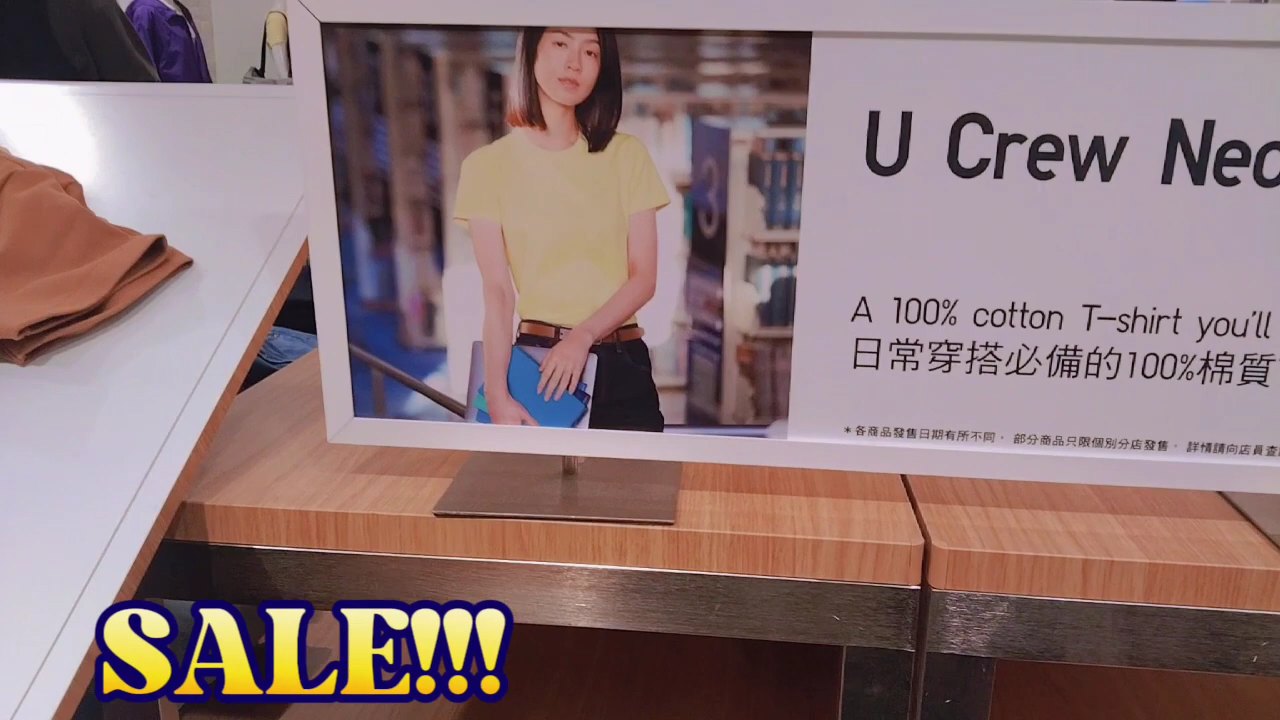 U Crew Nec
A 100% cotton T-shirt you'll
日常穿搭必備的100%棉質
*各商品發售日期有所不同。部分商品只限個別分店發售。詳情請向店員查
3
SALE!!!